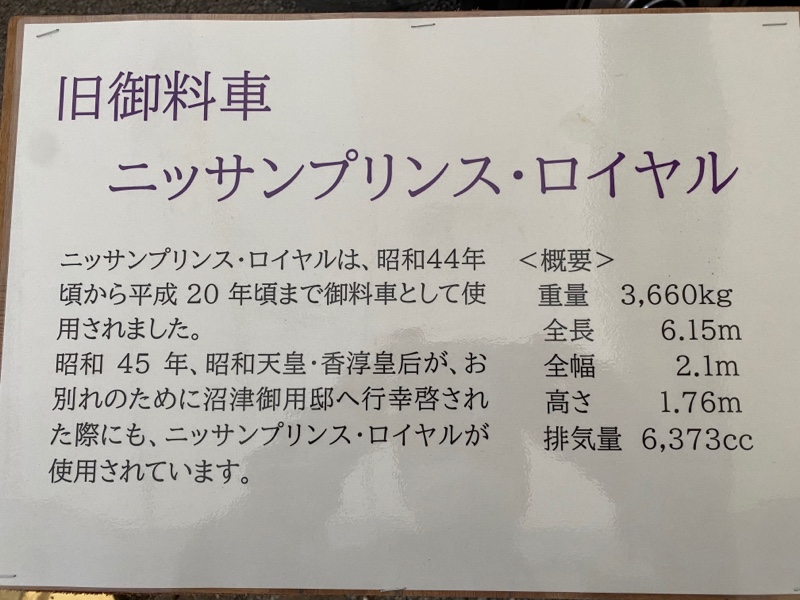 旧御料車
ニッサンプリンス・ロイヤル
ニッサンプリンス・ロイヤルは、昭和44年
頃から平成 20 年頃まで御料車として使
用されました。
昭和 45 年、昭和天皇・香淳皇后が、お
別れのために沼津御用邸へ行幸啓され
た際にも、ニッサンプリンス・ロイヤルが
使用されています。
＜概要＞
重量 3,660kg
全長 6.15m
全幅 2.1m
高さ 1.76m
排気量 6,373cc